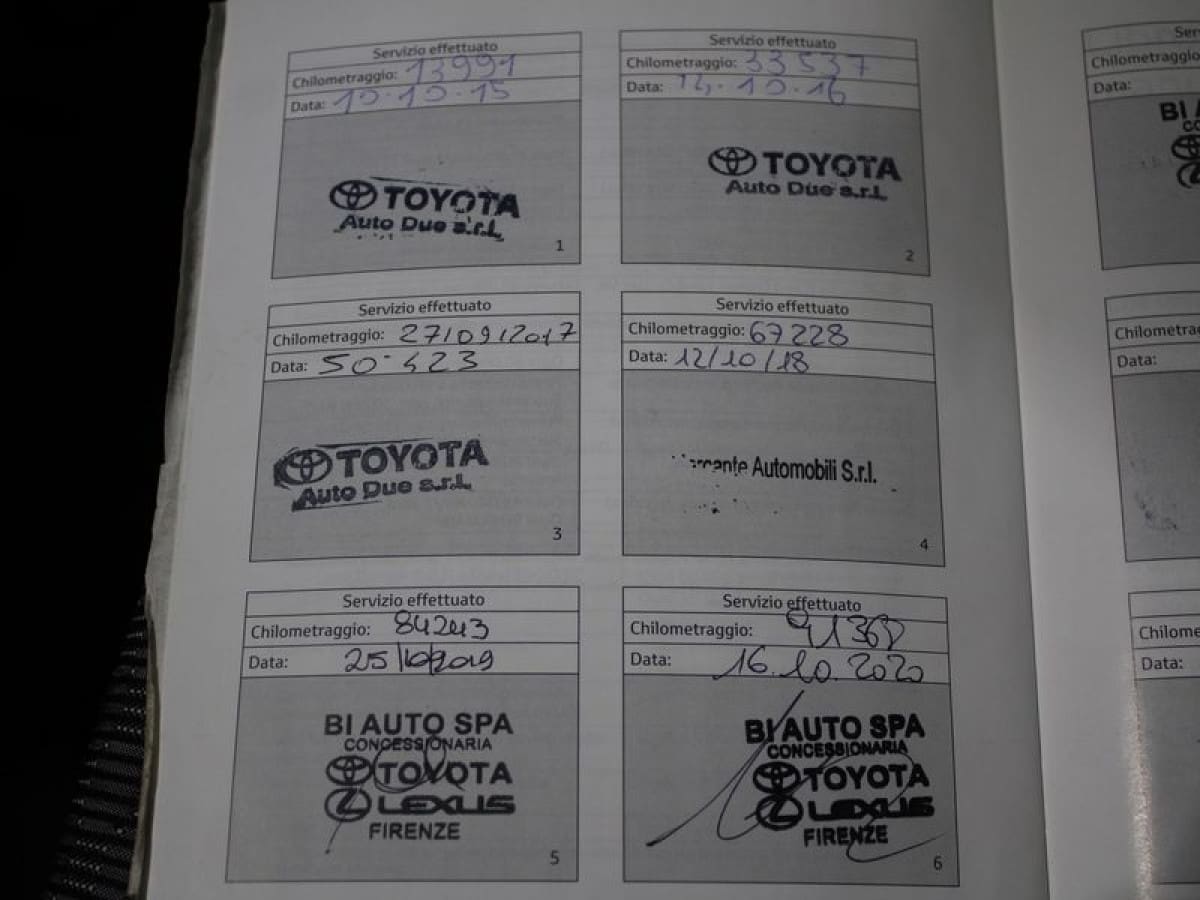 Servizio effettuato
Chilometraggio: 13991
Data: 10.10.15
TOYOTA
Auto Due s.r.l.
1
Servizio effettuato
Chilometraggio: 33537
Data: 12.10.16
TOYOTA
Auto Due s.r.l.
2
Servizio effettuato
Chilometraggio: 27/09/2017
Data: 50.423
TOYOTA
Auto Due s.r.l.
3
Servizio effettuato
Chilometraggio: 67228
Data: 12/10/18
Automobili S.r.l.
4
Servizio effettuato
Chilometraggio: 84243
Data: 25/10/2019
BI AUTO SPA
CONCESSIONARIA
TOYOTA
LEXUS
FIRENZE
5
Servizio effettuato
Chilometraggio:
Data: 16.10.2020
BI AUTO SPA
CONCESSIONARIA
TOYOTA
LEXUS
FIRENZE
6
Chilometraggio
Data:
BI
Data:
Data: